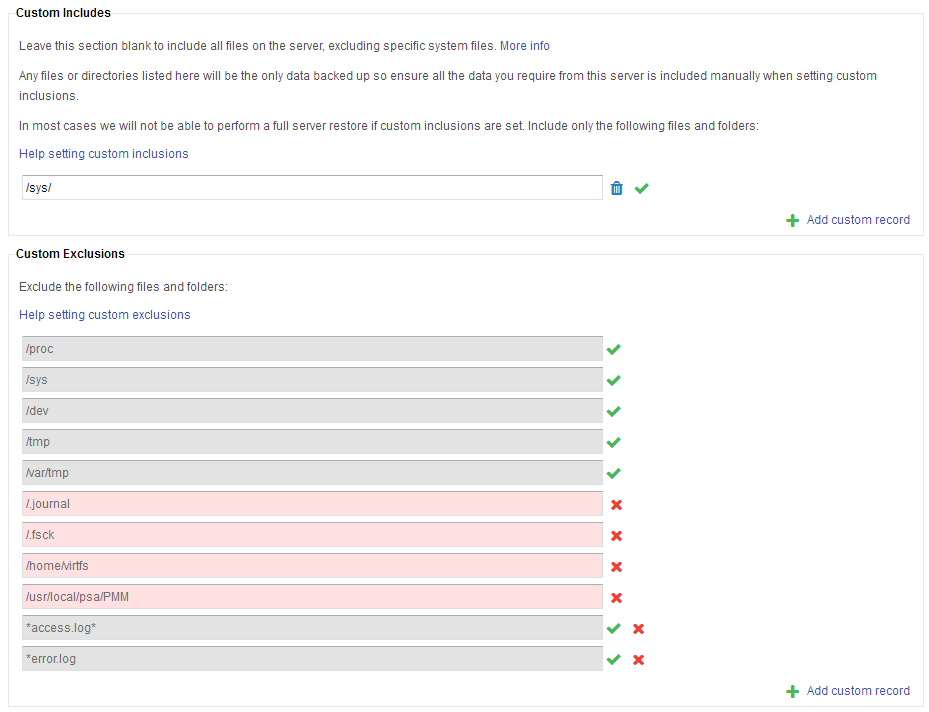 Custom Includes
Leave this section blank to include all files on the server, excluding specific system files. More info
Any files or directories listed here will be the only data backed up so ensure all the data you require from this server is included manually when setting custom
inclusions.
In most cases we will not be able to perform a full server restore if custom inclusions are set. Include only the following files and folders:
Help setting custom inclusions
/sys/
Add custom record
Custom Exclusions
Exclude the following files and folders:
Help setting custom exclusions
/proc
/sys
/dev
/tmp
/var/tmp
/.journal
/.fsck
/home/virtfs
/usr/local/psa/PMM
*access.log*
*error.log
Add custom record